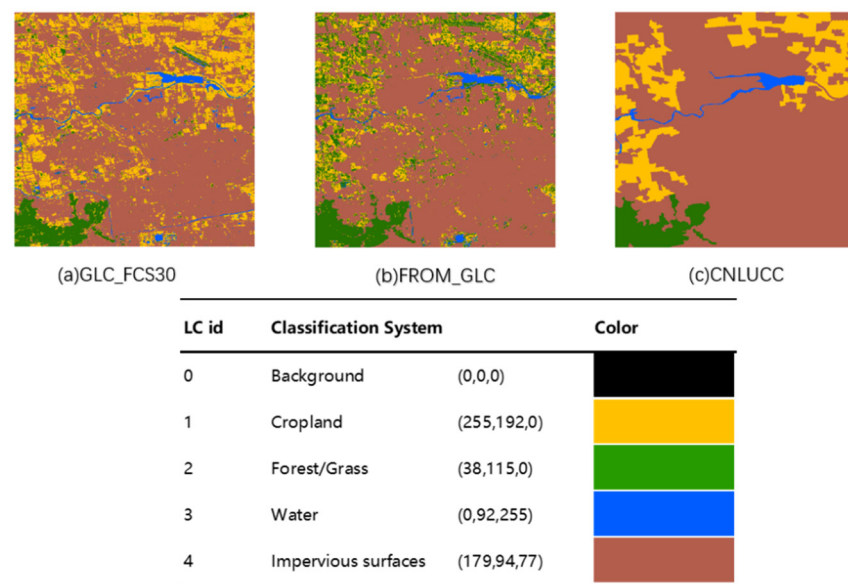 (a)GLC_FCS30 (b)FROM_GLC (c)CNLUCC
LC id Classification System Color
0 Background (0,0,0)
1 Cropland (255,192,0)
2 Forest/Grass (38,115,0)
3 Water (0,92,255)
4 Impervious surfaces (179,94,77)